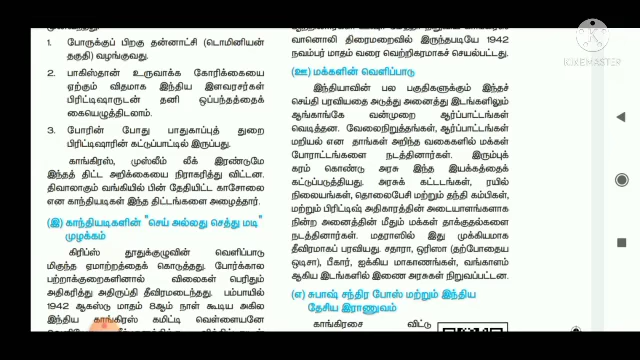 1. போருக்குப் பிறகு தன்னாட்சி (டொமினியன்
தகுதி) வழங்குவது.
2. பாகிஸ்தான் உருவாக்க கோரிக்கையை
ஏற்கும் விதமாக இந்திய இளவரசர்கள்
பிரிட்டிஷாருடன் தனி ஒப்பந்தத்தைக்
கையெழுத்திடலாம்.
3. போரின் போது பாதுகாப்புத் துறை
பிரிட்டிஷாரின் கட்டுப்பாட்டில் இருப்பது.
காங்கிரஸ், முஸ்லீம் லீக் இரண்டுமே
இந்தத் திட்ட அறிக்கையை நிராகரித்து விட்டன.
திவாலாகும் வங்கியில் பின் தேதியிட்ட காசோலை
என காந்தியடிகள் இந்த திட்டங்களை அழைத்தார்.
(இ) காந்தியடிகளின் "செய் அல்லது செத்து மடி"
முழக்கம்
கிரிப்ஸ் தூதுக்குழுவின் வெளிப்பாடு
மிகுந்த ஏமாற்றத்தைக் கொடுத்தது. போர்க்கால
பற்றாக்குறைகளினால் விலைகள் பெரிதும்
அதிகரித்து அதிருப்தி தீவிரமடைந்தது. பம்பாயில்
1942 ஆகஸ்டு மாதம் 8ஆம் நாள் கூடிய அகில
இந்திய காங்கிரஸ் கமிட்டி வெள்ளையனே
வானொலி திரைமறைவில் இருந்தபடியே 1942
நவம்பர் மாதம் வரை வெற்றிகரமாகச் செயல்பட்டது.
(ஊ) மக்களின் வெளிப்பாடு
இந்தியாவின் பல பகுதிகளுக்கும் இந்தச்
செய்தி பரவியதை அடுத்து அனைத்து இடங்களிலும்
ஆங்காங்கே வன்முறை ஆர்ப்பாட்டங்கள்
வெடித்தன. வேலைநிறுத்தங்கள், ஆர்ப்பாட்டங்கள்
மறியல் என தாங்கள் அறிந்த வகைகளில் மக்கள்
போராட்டங்களை நடத்தினார்கள். இரும்புக்
கரம் கொண்டு அரசு இந்த இயக்கத்தைக்
கட்டுப்படுத்தியது. அரசுக் கட்டடங்கள், ரயில்
நிலையங்கள், தொலைபேசி மற்றும் தந்தி கம்பிகள்,
மற்றும் பிரிட்டிஷ் அதிகாரத்தின் அடையாளங்களாக
நின்ற அனைத்தின் மீதும் மக்கள் தாக்குதல்களை
நடத்தினார்கள். மதராஸில் இது முக்கியமாக
தீவிரமாகப் பரவியது. சதாரா, ஒரிஸா (தற்போதைய
ஒடிசா), பீகார், ஐக்கிய மாகாணங்கள், வங்காளம்
ஆகிய இடங்களில் இணை அரசுகள் நிறுவப்பட்டன.
(எ) சுபாஷ் சந்திர போஸ் மற்றும் இந்திய
தேசிய இராணுவம்
காங்கிரசை விட்டு
KINEMASTER